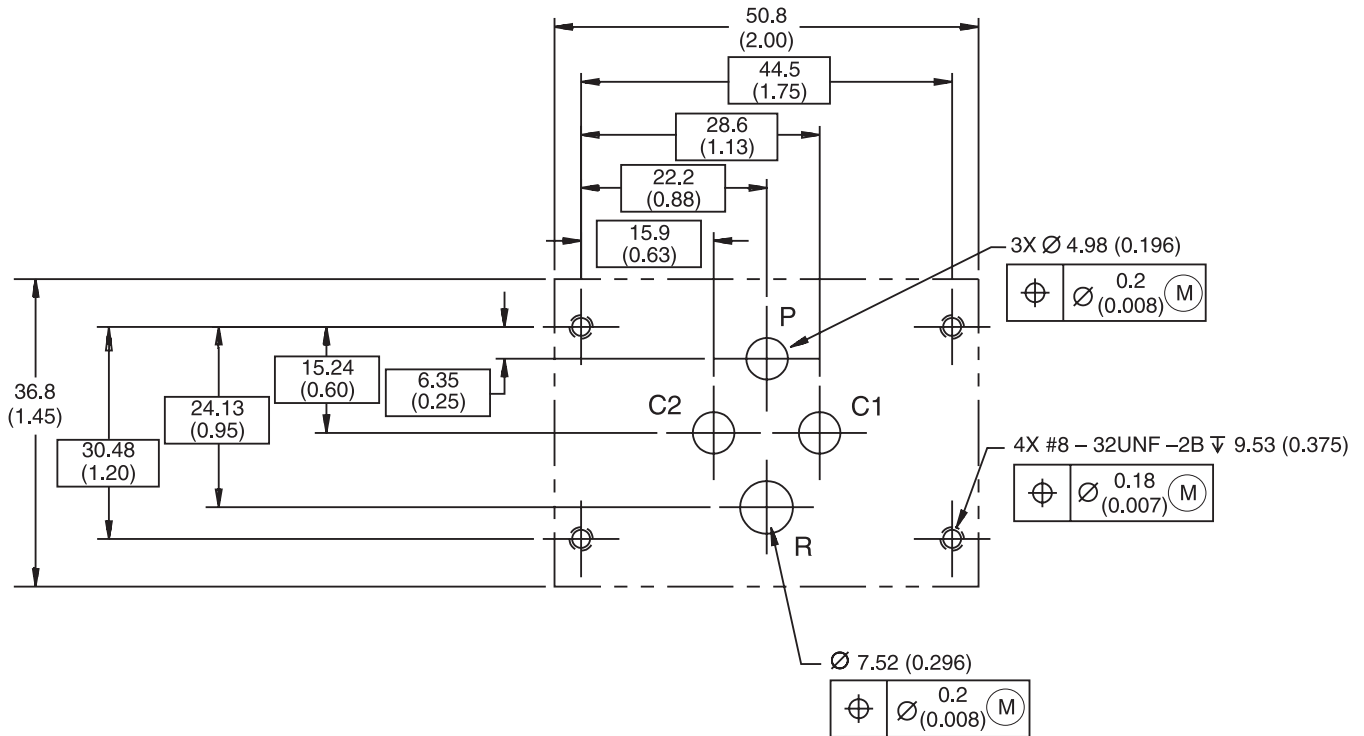 50.8
(2.00)
44.5
(1.75)
28.6
(1.13)
22.2
(0.88)
15.9
(0.63)
3X Ø 4.98 (0.196)
⌖ Ø 0.2 (0.008) Ⓜ
P
36.8
(1.45)
30.48
(1.20)
24.13
(0.95)
15.24
(0.60)
6.35
(0.25)
C2
C1
4X #8 – 32UNF –2B ↧ 9.53 (0.375)
⌖ Ø 0.18 (0.007) Ⓜ
R
Ø 7.52 (0.296)
⌖ Ø 0.2 (0.008) Ⓜ